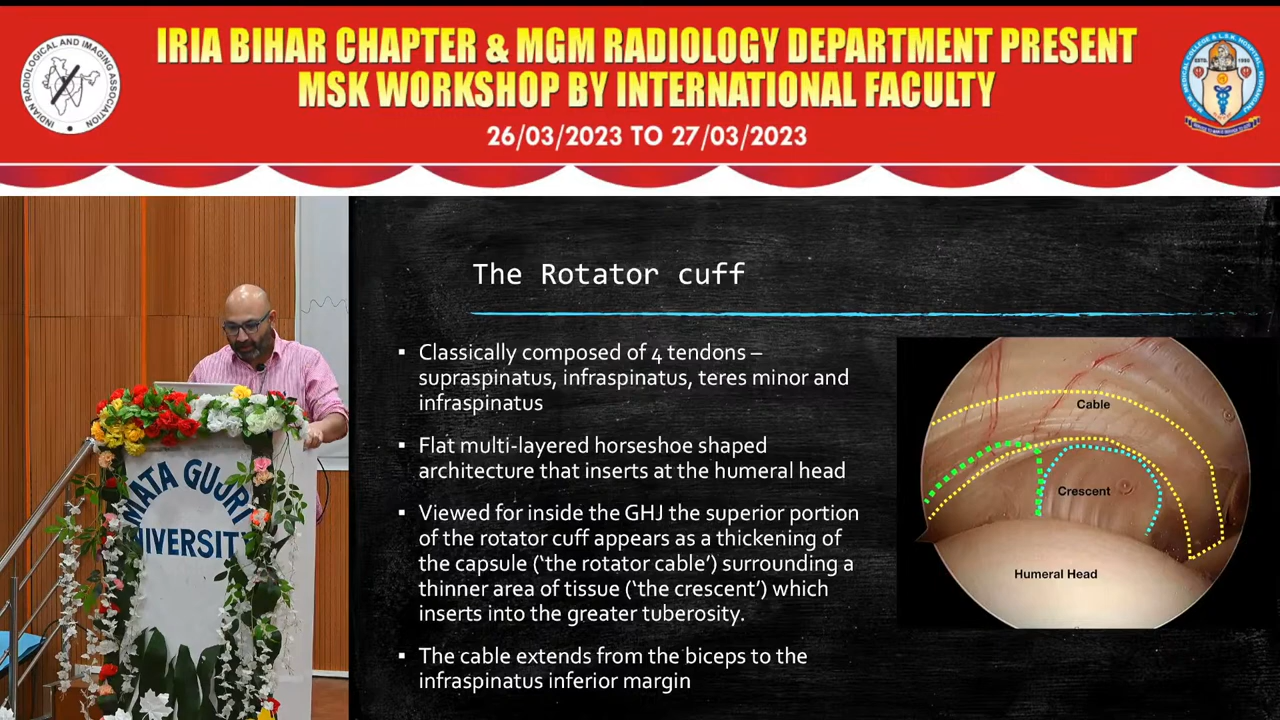 IRIA BIHAR CHAPTER & MGM RADIOLOGY DEPARTMENT PRESENT
MSK WORKSHOP BY INTERNATIONAL FACULTY
26/03/2023 TO 27/03/2023
INDIAN RADIOLOGICAL AND IMAGING ASSOCIATION
MATA GUJRI
UNIVERSITY
The Rotator cuff
▪ Classically composed of 4 tendons –
supraspinatus, infraspinatus, teres minor and
infraspinatus
▪ Flat multi-layered horseshoe shaped
architecture that inserts at the humeral head
▪ Viewed for inside the GHJ the superior portion
of the rotator cuff appears as a thickening of
the capsule (‘the rotator cable’) surrounding a
thinner area of tissue (‘the crescent’) which
inserts into the greater tuberosity.
▪ The cable extends from the biceps to the
infraspinatus inferior margin
Cable
Crescent
Humeral Head